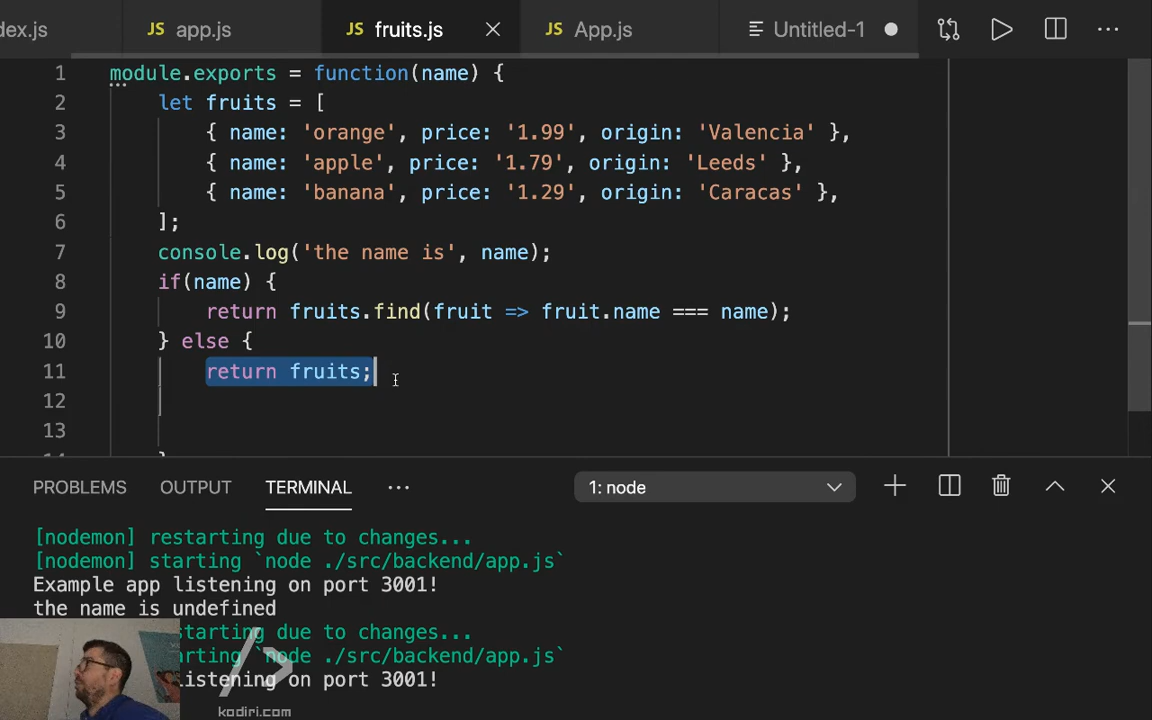 dex.js
JS app.js
JS fruits.js
JS App.js
Untitled-1
1 module.exports = function(name) {
2 let fruits = [
3 { name: 'orange', price: '1.99', origin: 'Valencia' },
4 { name: 'apple', price: '1.79', origin: 'Leeds' },
5 { name: 'banana', price: '1.29', origin: 'Caracas' },
6 ];
7 console.log('the name is', name);
8 if(name) {
9 return fruits.find(fruit => fruit.name === name);
10 } else {
11 return fruits;
12
13
14 }
PROBLEMS OUTPUT TERMINAL ... 1: node
[nodemon] restarting due to changes...
[nodemon] starting `node ./src/backend/app.js`
Example app listening on port 3001!
the name is undefined
starting due to changes...
arting `node ./src/backend/app.js`
listening on port 3001!
kodiri.com